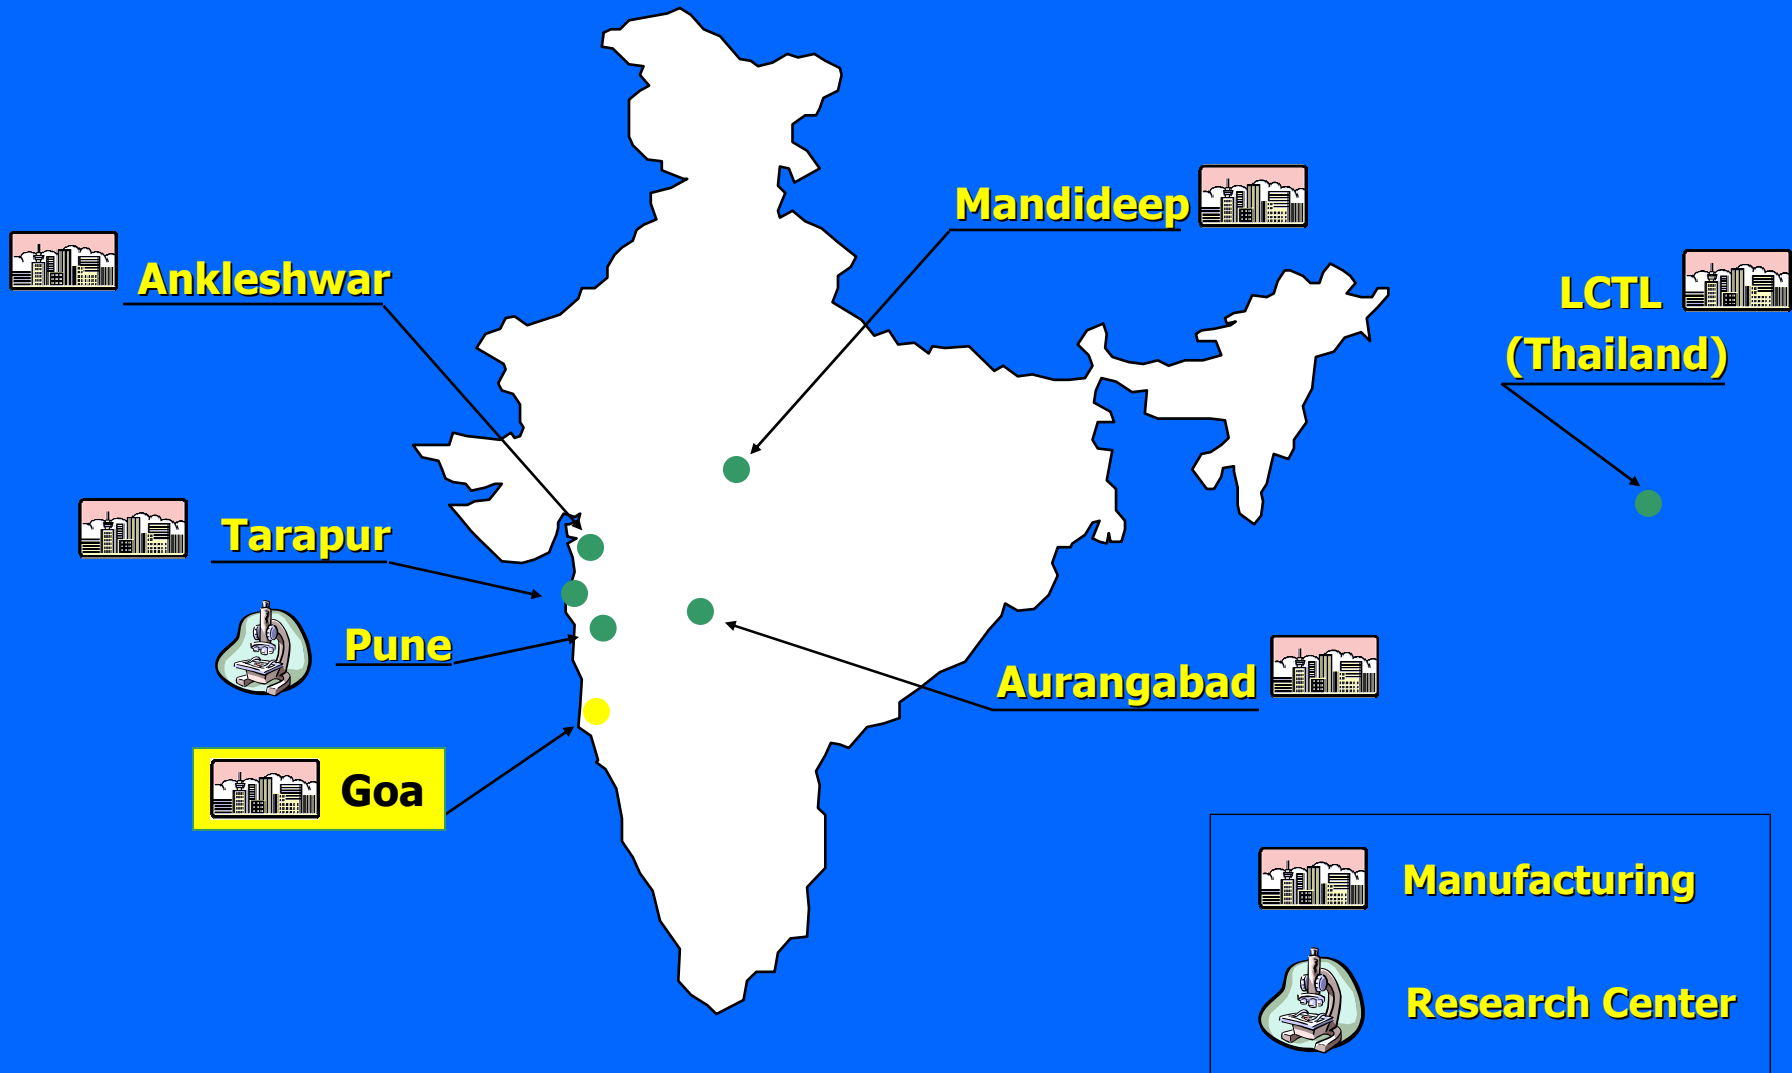 Mandideep
Ankleshwar
LCTL
(Thailand)
Tarapur
Pune
Aurangabad
Goa
Manufacturing
Research Center